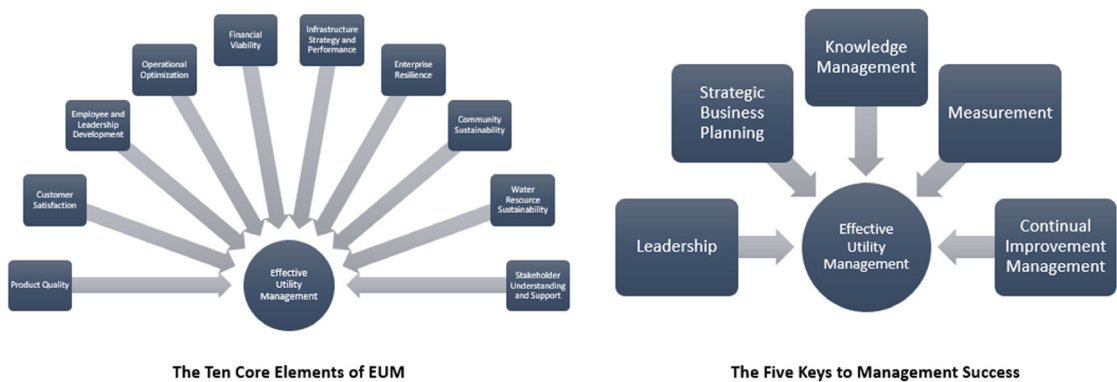 Product Quality
Customer
Satisfaction
Employee and
Leadership
Development
Operational
Optimization
Financial
Viability
Infrastructure
Strategy and
Performance
Enterprise
Resilience
Community
Sustainability
Water
Resource
Sustainability
Stakeholder
Understanding
and Support
Effective
Utility
Management
The Ten Core Elements of EUM
Leadership
Strategic
Business
Planning
Knowledge
Management
Measurement
Continual
Improvement
Management
Effective
Utility
Management
The Five Keys to Management Success